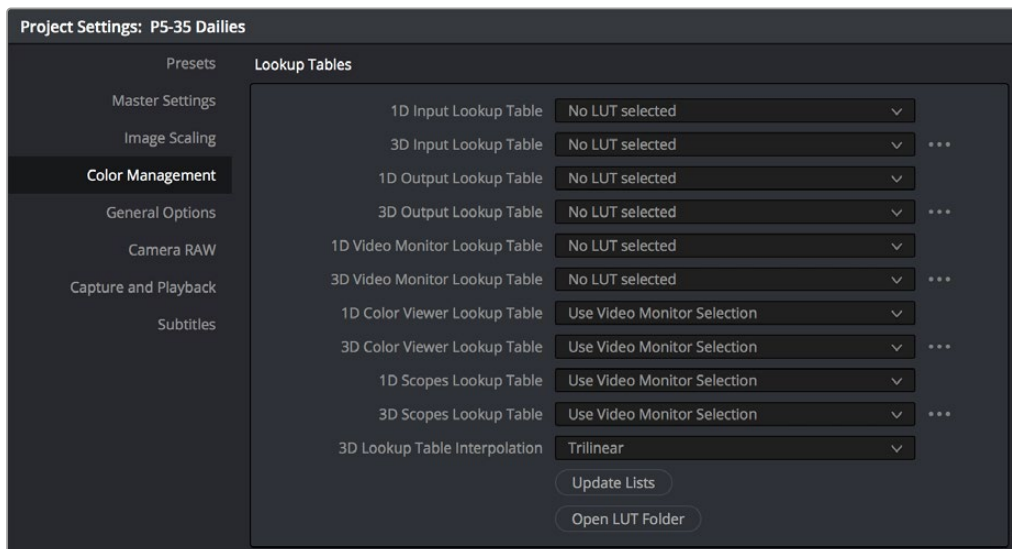 Project Settings: P5-35 Dailies
Presets
Master Settings
Image Scaling
Color Management
General Options
Camera RAW
Capture and Playback
Subtitles
Lookup Tables
1D Input Lookup Table No LUT selected
3D Input Lookup Table No LUT selected
1D Output Lookup Table No LUT selected
3D Output Lookup Table No LUT selected
1D Video Monitor Lookup Table No LUT selected
3D Video Monitor Lookup Table No LUT selected
1D Color Viewer Lookup Table Use Video Monitor Selection
3D Color Viewer Lookup Table Use Video Monitor Selection
1D Scopes Lookup Table Use Video Monitor Selection
3D Scopes Lookup Table Use Video Monitor Selection
3D Lookup Table Interpolation Trilinear
Update Lists
Open LUT Folder